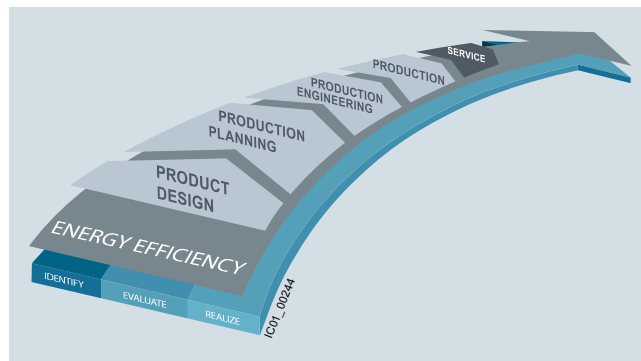 SERVICE
PRODUCTION
PRODUCTION
ENGINEERING
PRODUCTION
PLANNING
PRODUCT
DESIGN
ENERGY EFFICIENCY
IDENTIFY
EVALUATE
REALIZE
IC01_00244